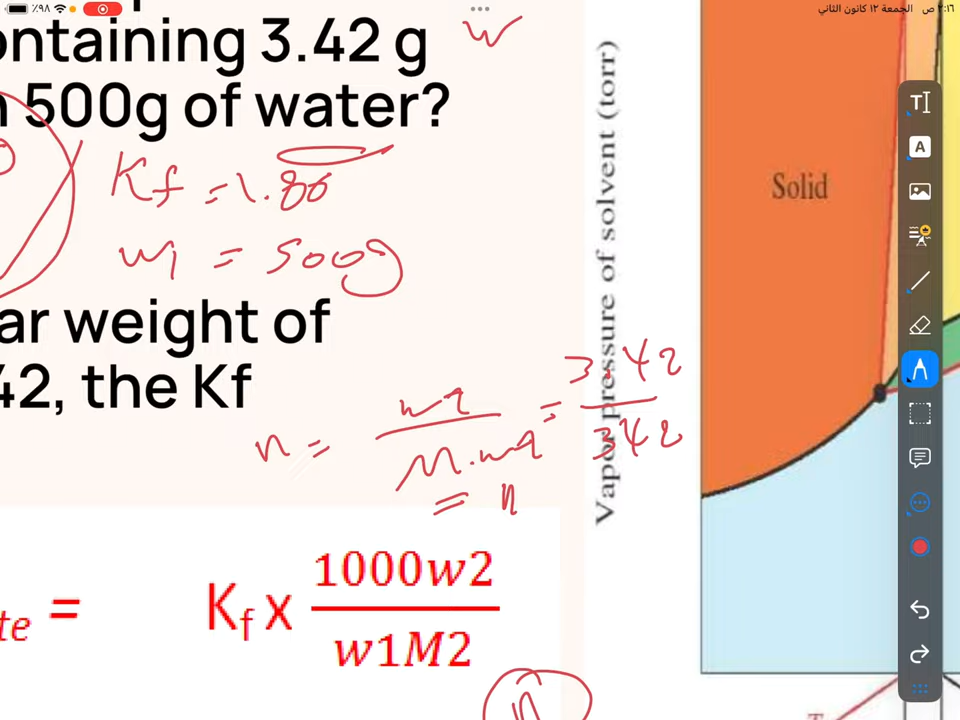 ٪٩٨
٢:١٦ ص الجمعة ١٢ كانون الثاني
ontaining 3.42 g
w
500g of water?
Kf = 1.86
w1 = 500g
ar weight of
42, the Kf
n = w2 / M.w2 = 3.42 / 342
= n
te = Kf x 1000w2 / w1M2
n
Vapor pressure of solvent (torr)
Solid
T
A